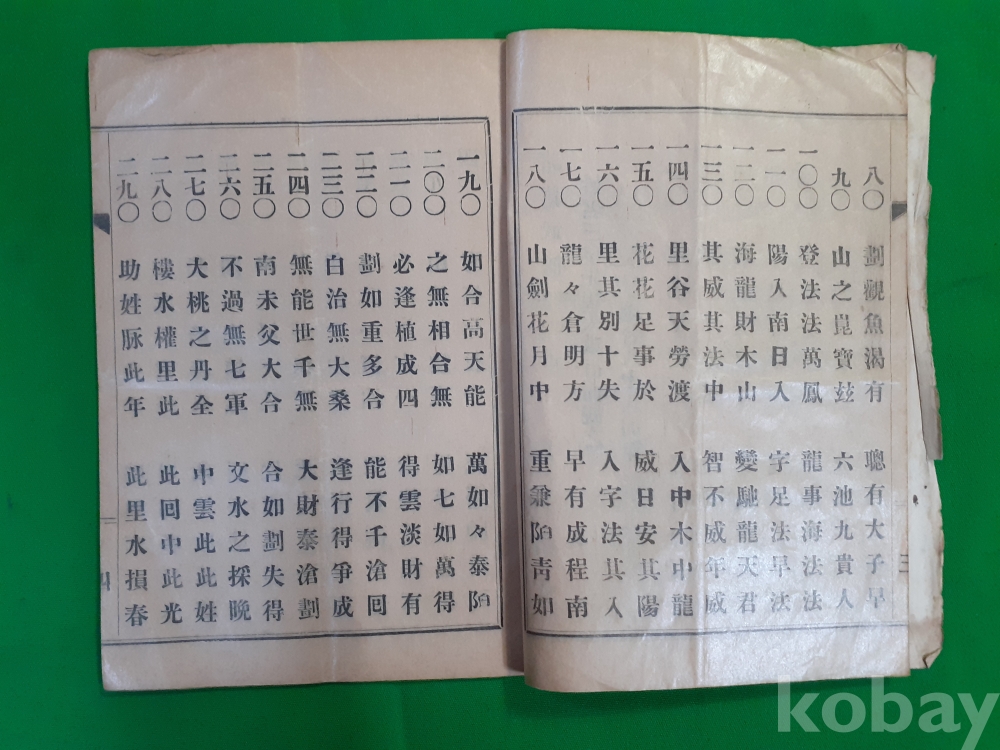 八〇 劃觀魚渴有 聰有大子早
九〇 山之崑寶玆 六池九貴人
一〇〇 登法法萬鳳 龍事海法法
一一〇 陽入南日入 字足法早法
一二〇 海龍財木山 變馳龍天君
一三〇 其威其法中 智不威年威
一四〇 里谷天勞渡 入中木中龍
一五〇 花花足事於 威日安其陽
一六〇 里其別十失 入字法其入
一七〇 龍々倉明方 早有成程南
一八〇 山劍花月中 重兼陷靑如
三
一九〇 如合高天能 萬如々泰陷
二〇〇 之無相合無 如七如萬得
二一〇 必逢植成四 得雲淡財有
二二〇 劃如重多合 能不千滄回
二三〇 白治無大桑 逢行得爭成
二四〇 無能世千無 大財泰滄劃
二五〇 南未父大合 合如劃失得
二六〇 不過無七軍 文水之採晩
二七〇 大桃之丹全 中雲此此姓
二八〇 樓水權里此 此回中此光
二九〇 助姓脉此年 此里水損春
四
kobay